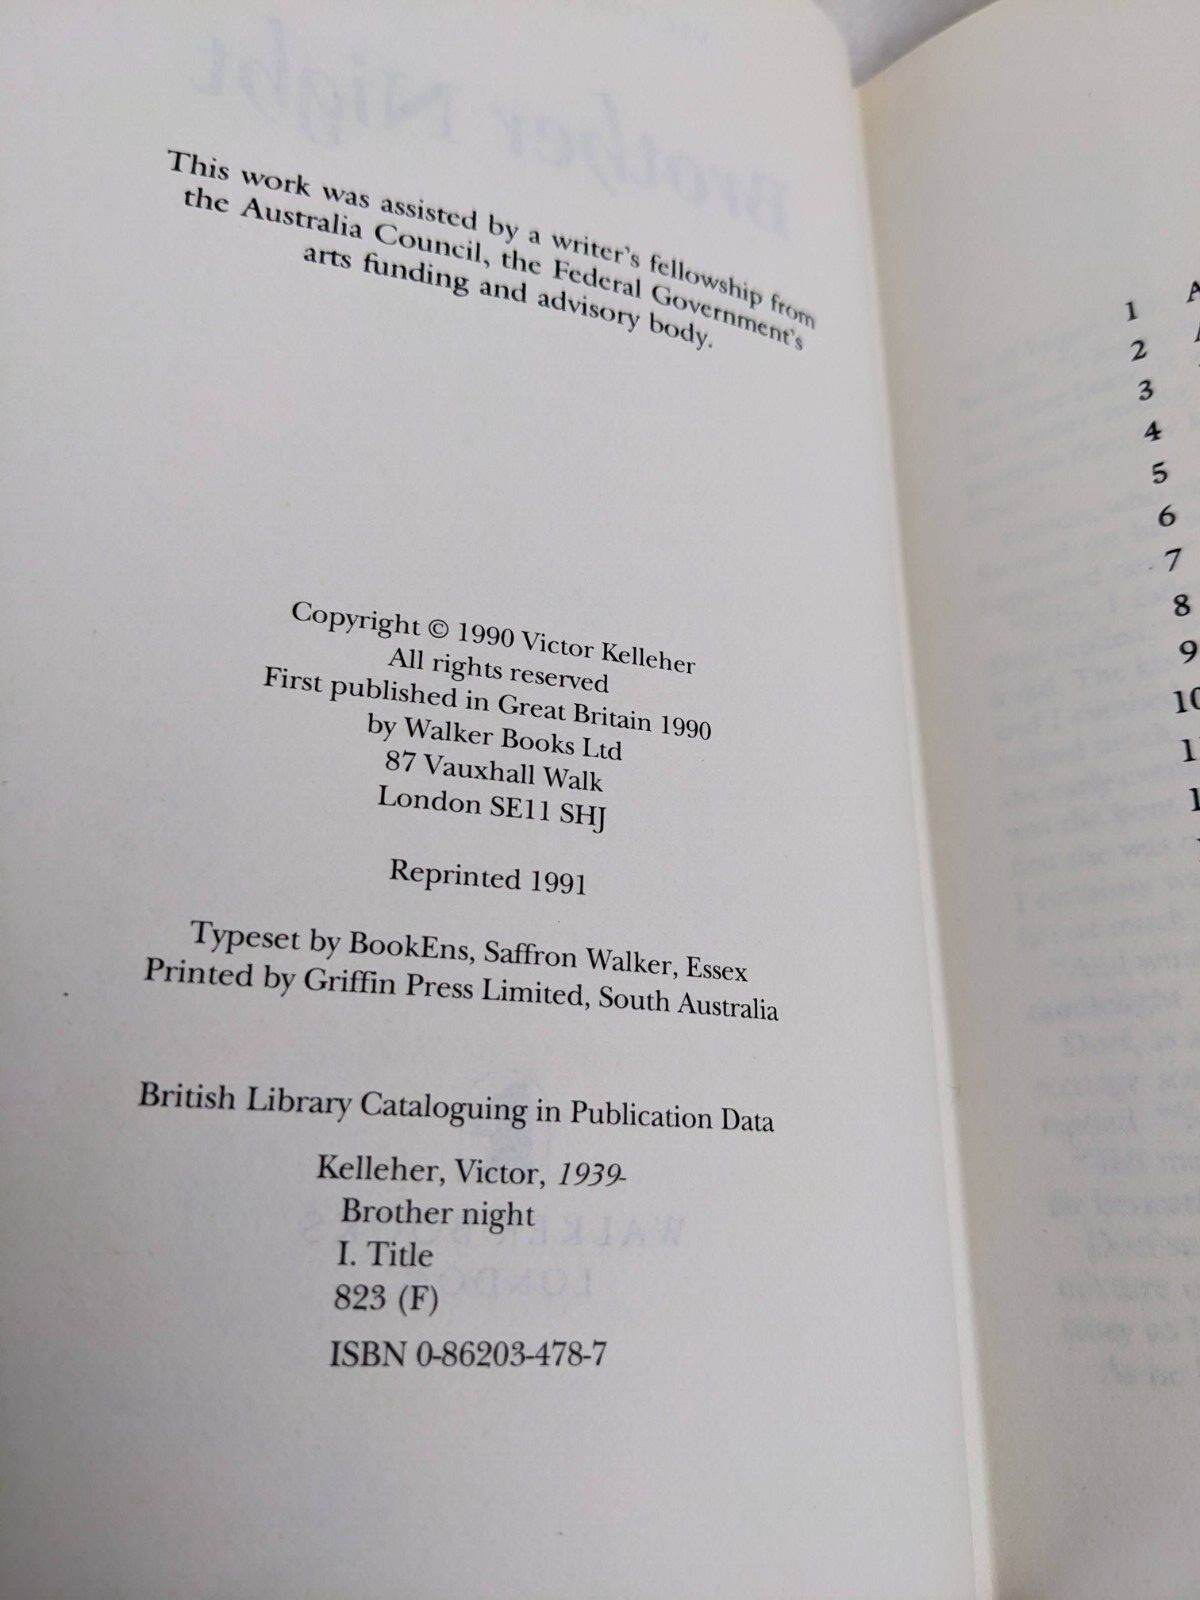 This work was assisted by a writer's fellowship from
the Australia Council, the Federal Government's
arts funding and advisory body.
Copyright © 1990 Victor Kelleher
All rights reserved
First published in Great Britain 1990
by Walker Books Ltd
87 Vauxhall Walk
London SE11 SHJ
Reprinted 1991
Typeset by BookEns, Saffron Walker, Essex
Printed by Griffin Press Limited, South Australia
British Library Cataloguing in Publication Data
Kelleher, Victor, 1939-
Brother night
I. Title
823 (F)
ISBN 0-86203-478-7
1
2
3
4
5
6
7
8
9
10